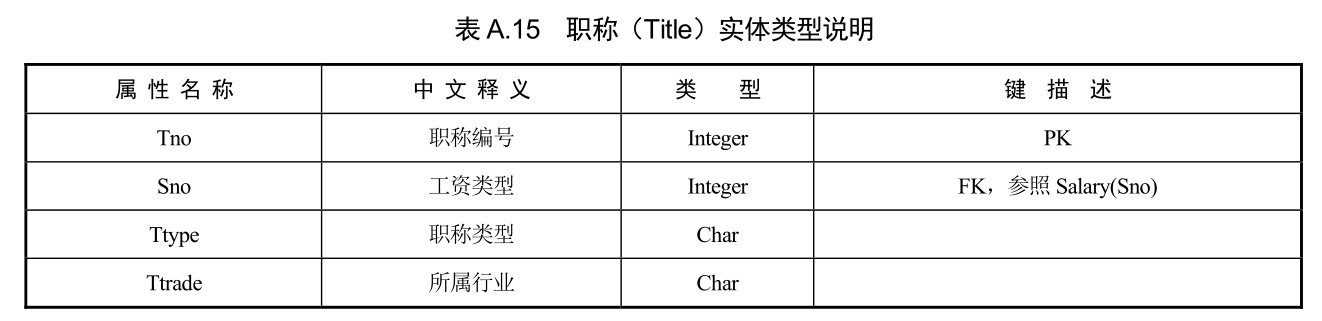 表 A.15 职称（Title）实体类型说明
属 性 名 称 中 文 释 义 类 型 键 描 述
Tno 职称编号 Integer PK
Sno 工资类型 Integer FK，参照 Salary(Sno)
Ttype 职称类型 Char
Ttrade 所属行业 Char